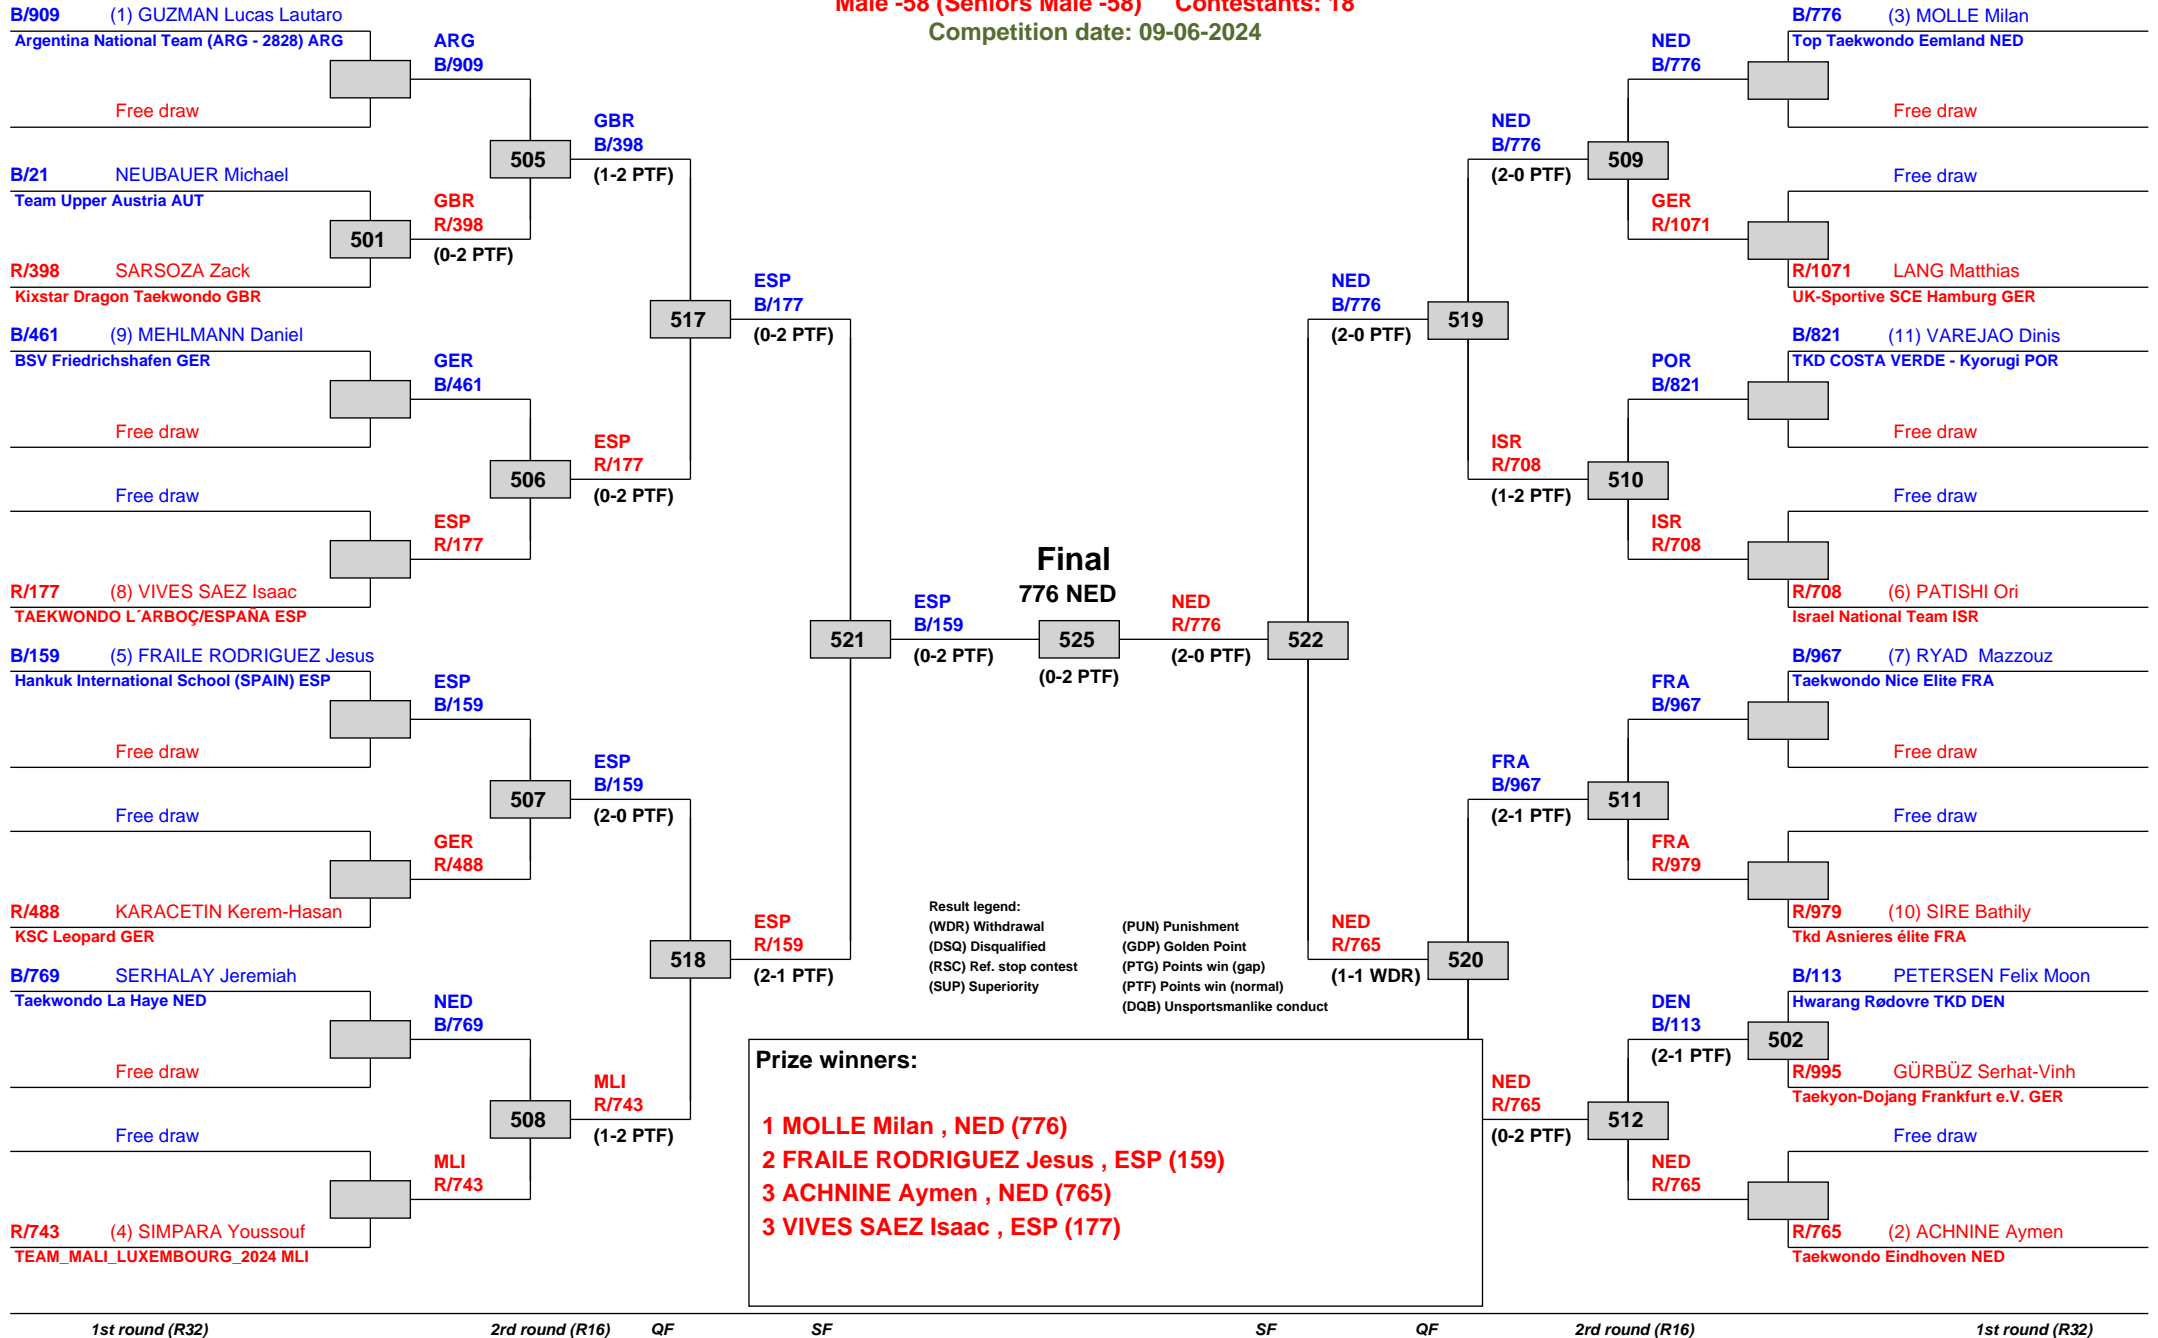 Male -58 (Seniors Male -58) Contestants: 18
Competition date: 09-06-2024
B/909 (1) GUZMAN Lucas Lautaro
Argentina National Team (ARG - 2828) ARG
Free draw
B/21 NEUBAUER Michael
Team Upper Austria AUT
R/398 SARSOZA Zack
Kixstar Dragon Taekwondo GBR
B/461 (9) MEHLMANN Daniel
BSV Friedrichshafen GER
Free draw
Free draw
R/177 (8) VIVES SAEZ Isaac
TAEKWONDO L´ARBOÇ/ESPAÑA ESP
B/159 (5) FRAILE RODRIGUEZ Jesus
Hankuk International School (SPAIN) ESP
Free draw
Free draw
R/488 KARACETIN Kerem-Hasan
KSC Leopard GER
B/769 SERHALAY Jeremiah
Taekwondo La Haye NED
Free draw
Free draw
R/743 (4) SIMPARA Youssouf
TEAM_MALI_LUXEMBOURG_2024 MLI
ARG
B/909
501
GBR
R/398
(0-2 PTF)
GER
B/461
ESP
R/177
ESP
B/159
GER
R/488
NED
B/769
MLI
R/743
505
GBR
B/398
(1-2 PTF)
506
ESP
R/177
(0-2 PTF)
507
ESP
B/159
(2-0 PTF)
508
MLI
R/743
(1-2 PTF)
517
ESP
B/177
(0-2 PTF)
518
ESP
R/159
(2-1 PTF)
521
ESP
B/159
(0-2 PTF)
Final
776 NED
525
(0-2 PTF)
NED
R/776
(2-0 PTF)
522
NED
B/776
(2-0 PTF)
519
NED
R/765
(1-1 WDR)
520
NED
B/776
(2-0 PTF)
509
ISR
R/708
(1-2 PTF)
510
FRA
B/967
(2-1 PTF)
511
NED
R/765
(0-2 PTF)
512
NED
B/776
GER
R/1071
POR
B/821
ISR
R/708
FRA
B/967
FRA
R/979
DEN
B/113
(2-1 PTF)
502
NED
R/765
B/776 (3) MOLLE Milan
Top Taekwondo Eemland NED
Free draw
Free draw
R/1071 LANG Matthias
UK-Sportive SCE Hamburg GER
B/821 (11) VAREJAO Dinis
TKD COSTA VERDE - Kyorugi POR
Free draw
Free draw
R/708 (6) PATISHI Ori
Israel National Team ISR
B/967 (7) RYAD  Mazzouz
Taekwondo Nice Elite FRA
Free draw
Free draw
R/979 (10) SIRE Bathily
Tkd Asnieres élite FRA
B/113 PETERSEN Felix Moon
Hwarang Rødovre TKD DEN
R/995 GÜRBÜZ Serhat-Vinh
Taekyon-Dojang Frankfurt e.V. GER
Free draw
R/765 (2) ACHNINE Aymen
Taekwondo Eindhoven NED
Result legend:
(WDR) Withdrawal (PUN) Punishment
(DSQ) Disqualified (GDP) Golden Point
(RSC) Ref. stop contest (PTG) Points win (gap)
(SUP) Superiority (PTF) Points win (normal)
(DQB) Unsportsmanlike conduct
Prize winners:
1 MOLLE Milan , NED (776)
2 FRAILE RODRIGUEZ Jesus , ESP (159)
3 ACHNINE Aymen , NED (765)
3 VIVES SAEZ Isaac , ESP (177)
1st round (R32) 2rd round (R16) QF SF SF QF 2rd round (R16) 1st round (R32)